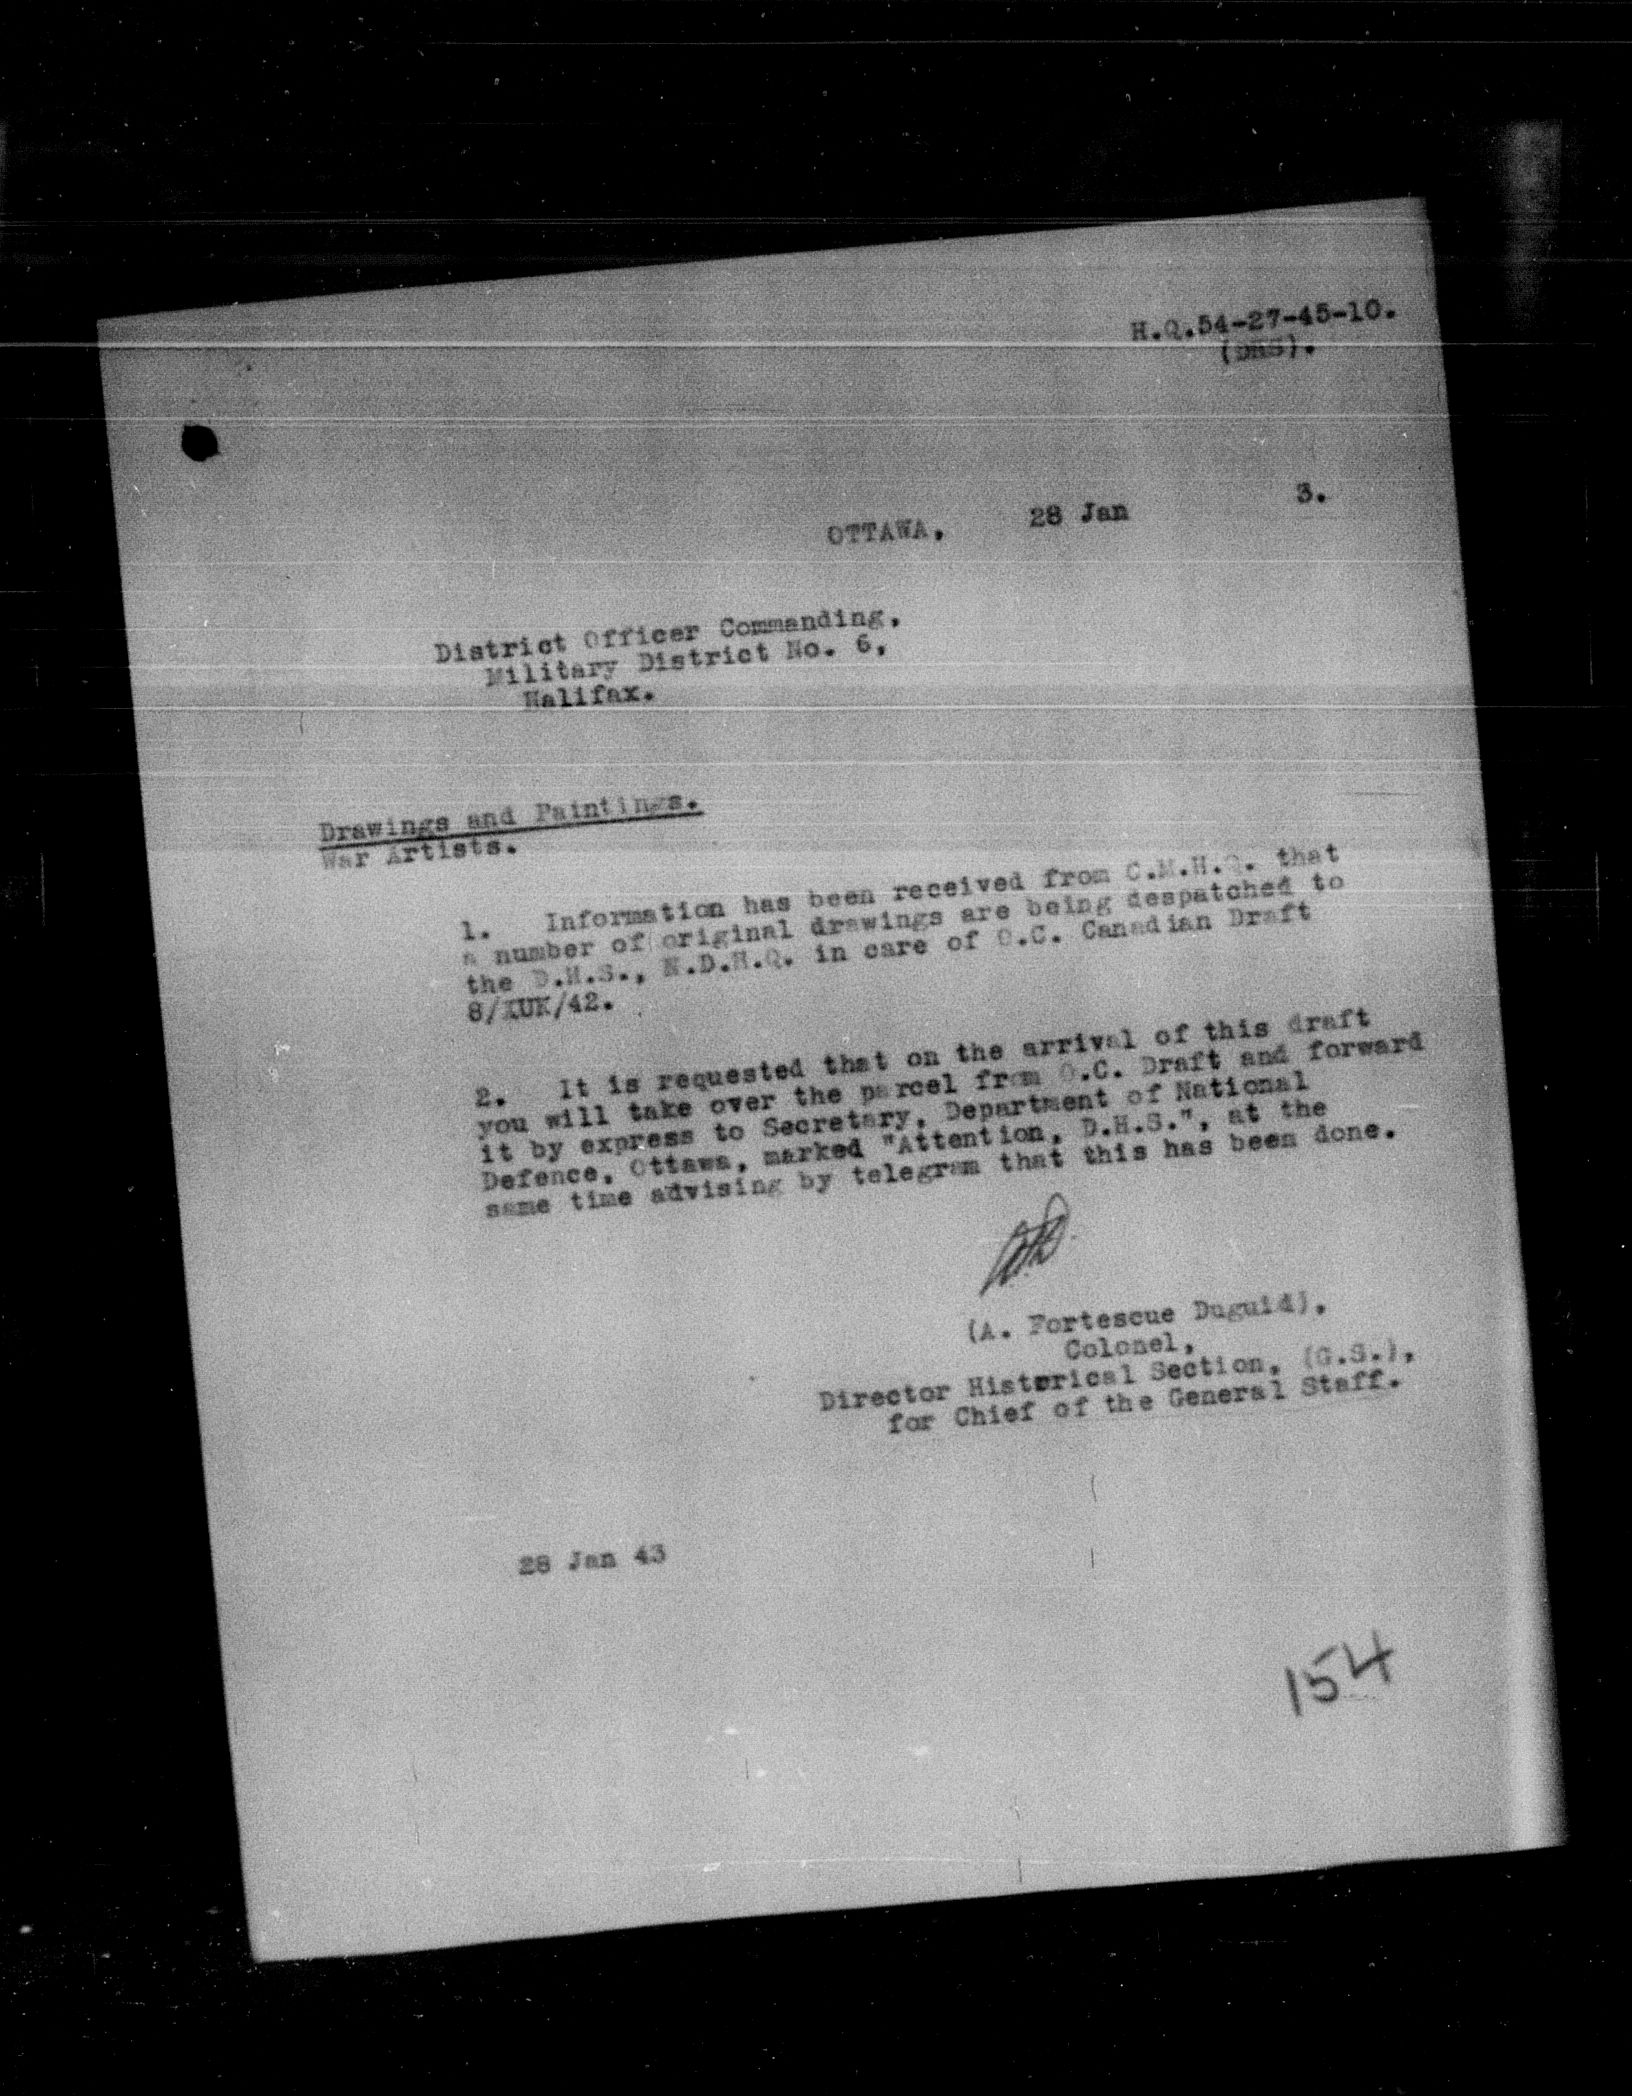 H.Q.54-27-45-10.
(DHS).
OTTAWA, 28 Jan 3.
District Officer Commanding,
Military District No. 6,
Halifax.
Drawings and Paintings.
War Artists.
1. Information has been received from C.M.H.Q. that
a number of original drawings are being despatched to
the D.H.S., N.D.H.Q. in care of O.C. Canadian Draft
8/XUK/42.
2. It is requested that on the arrival of this draft
you will take over the parcel from O.C. Draft and forward
it by express to Secretary, Department of National
Defence, Ottawa, marked "Attention, D.H.S.", at the
same time advising by telegram that this has been done.
(A. Fortescue Duguid),
Colonel,
Director Historical Section, (G.S.),
for Chief of the General Staff.
28 Jan 43
154